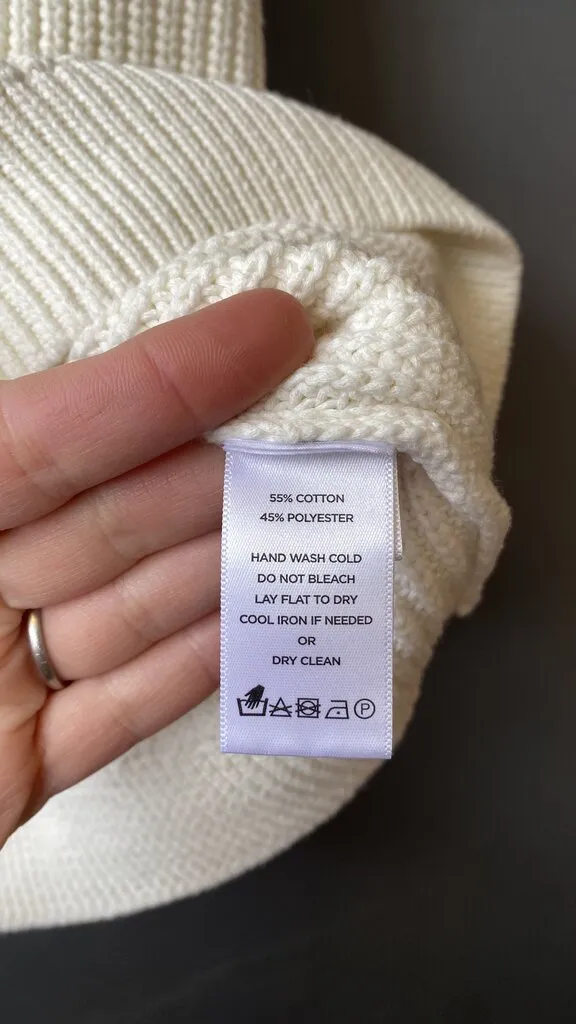 55% COTTON
45% POLYESTER
HAND WASH COLD
DO NOT BLEACH
LAY FLAT TO DRY
COOL IRON IF NEEDED
OR
DRY CLEAN
P